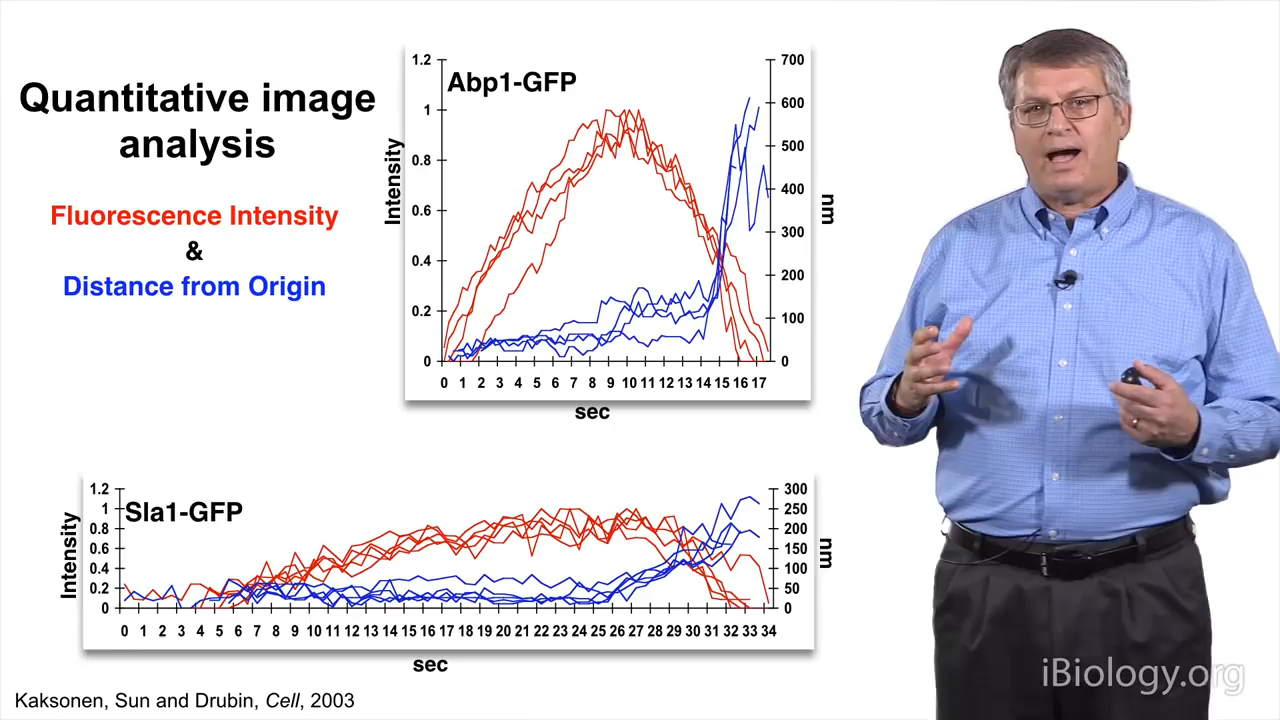 Quantitative image
analysis
Fluorescence Intensity
&
Distance from Origin
Abp1-GFP
Intensity
1.2
1
0.8
0.6
0.4
0.2
0
700
600
500
400
300
200
100
0
nm
0 1 2 3 4 5 6 7 8 9 10 11 12 13 14 15 16 17
sec
Sla1-GFP
Intensity
1.2
1
0.8
0.6
0.4
0.2
0
300
250
200
150
100
50
0
nm
0 1 2 3 4 5 6 7 8 9 10 11 12 13 14 15 16 17 18 19 20 21 22 23 24 25 26 27 28 29 30 31 32 33 34
sec
Kaksonen, Sun and Drubin, Cell, 2003
iBiology.org